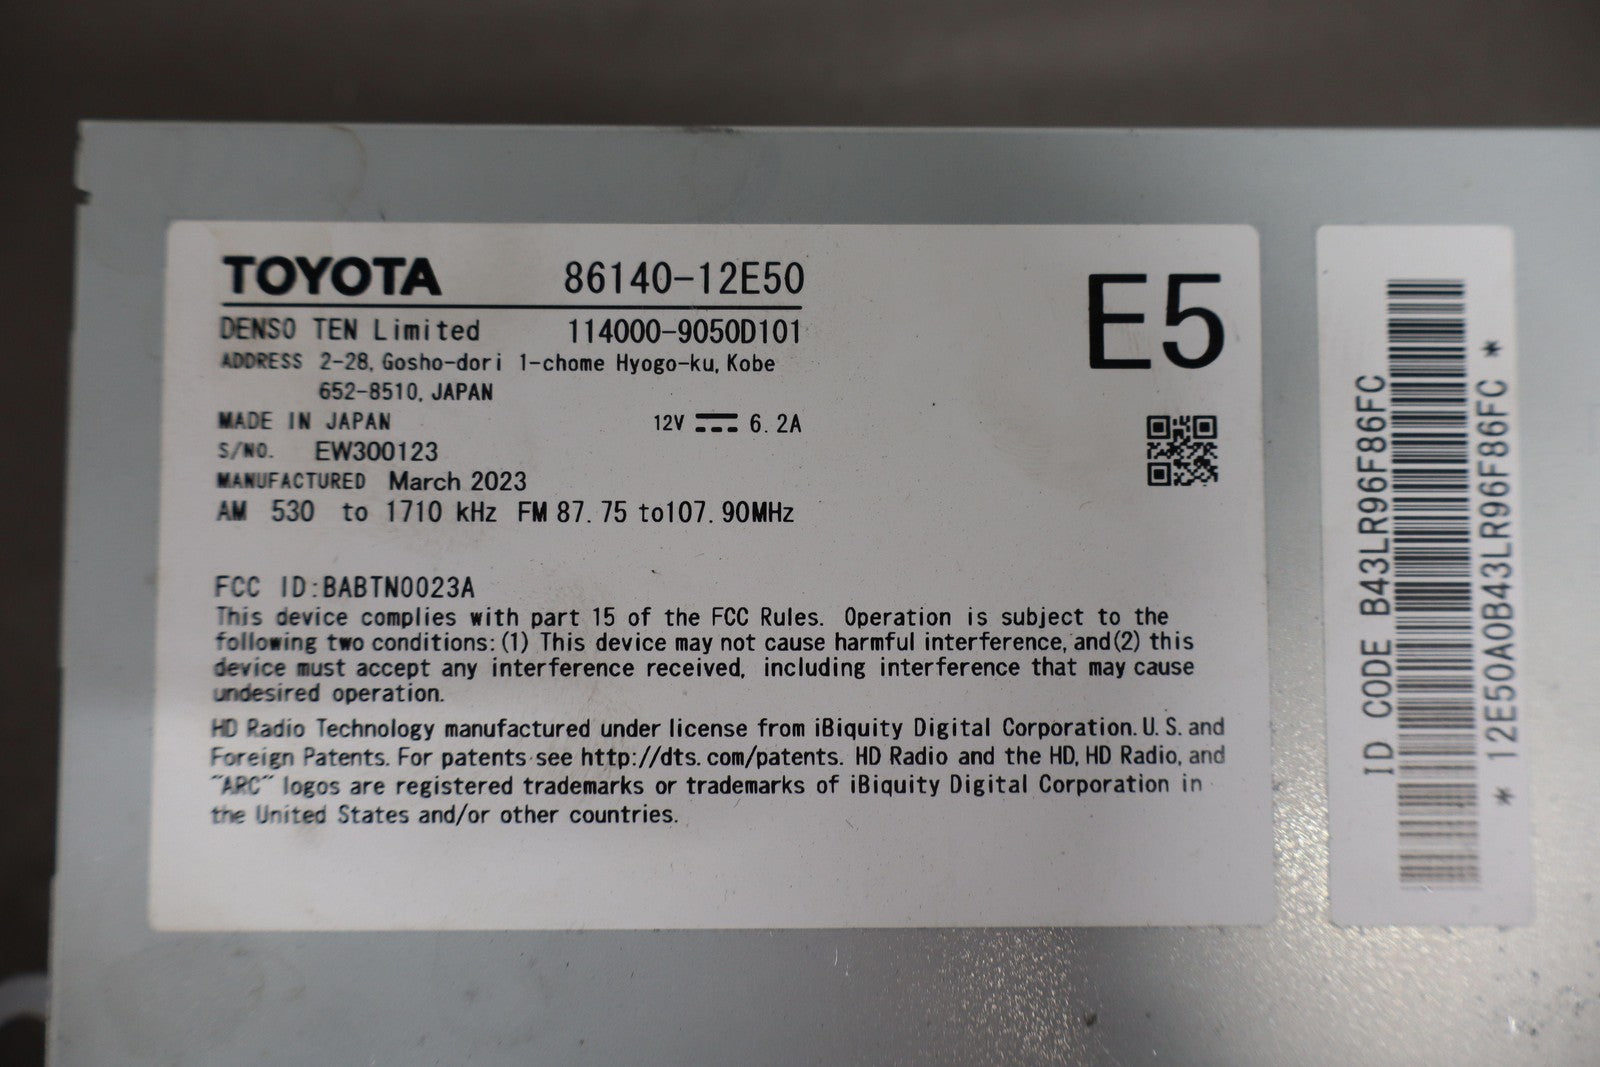 TOYOTA 86140-12E50
E5
DENSO TEN Limited 114000-9050D101
ADDRESS 2-28, Gosho-dori 1-chome Hyogo-ku, Kobe
652-8510, JAPAN
MADE IN JAPAN 12V 6.2A
S/NO. EW300123
MANUFACTURED March 2023
AM 530 to 1710 kHz FM 87.75 to107.90MHz
FCC ID:BABTN0023A
This device complies with part 15 of the FCC Rules. Operation is subject to the
following two conditions:(1) This device may not cause harmful interference, and(2) this
device must accept any interference received, including interference that may cause
undesired operation.
HD Radio Technology manufactured under license from iBiquity Digital Corporation. U.S. and
Foreign Patents. For patents see http://dts.com/patents. HD Radio and the HD, HD Radio, and
"ARC" logos are registered trademarks or trademarks of iBiquity Digital Corporation in
the United States and/or other countries.
ID CODE B43LR96F86FC
* 12E50A0B43LR96F86FC *